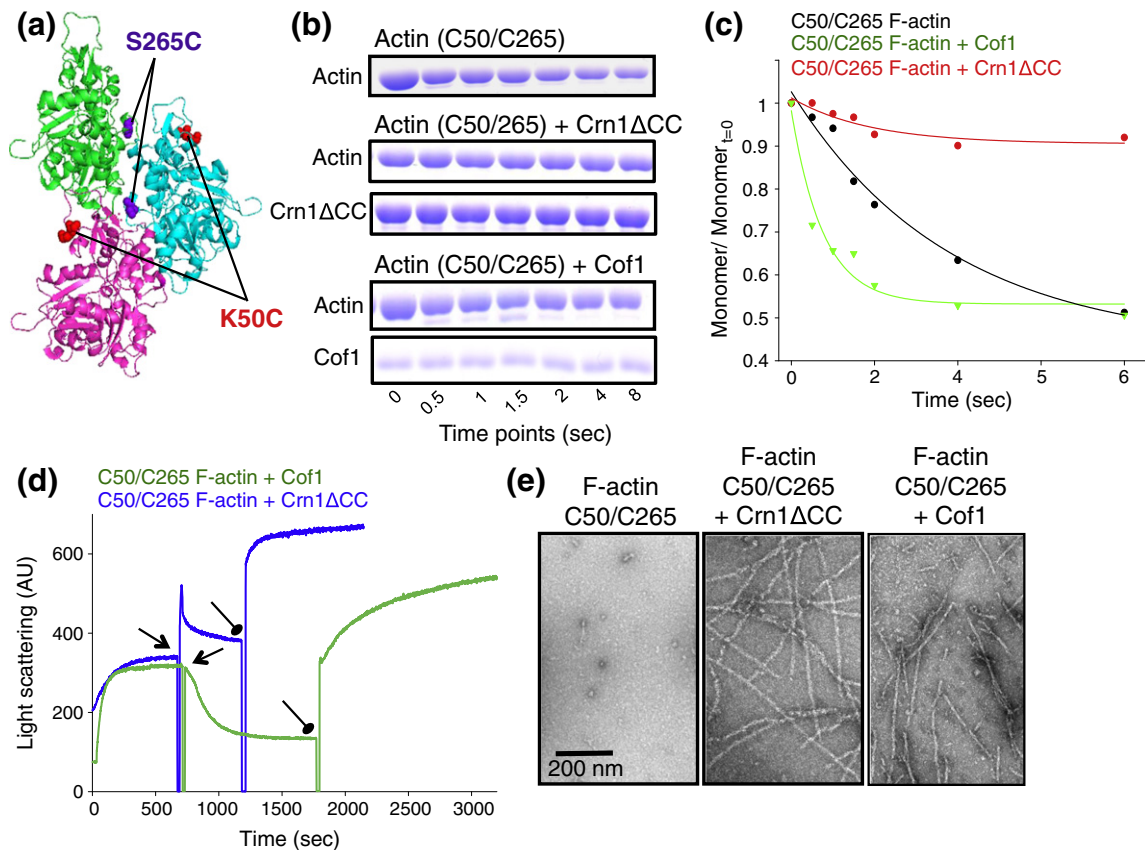 (a)
S265C
K50C
(b)
Actin (C50/C265)
Actin
Actin (C50/265) + Crn1ΔCC
Actin
Crn1ΔCC
Actin (C50/C265) + Cof1
Actin
Cof1
0 0.5 1 1.5 2 4 8
Time points (sec)
(c)
C50/C265 F-actin
C50/C265 F-actin + Cof1
C50/C265 F-actin + Crn1ΔCC
Monomer/ Monomer t=0
1
0.9
0.8
0.7
0.6
0.5
0.4
0 2 4 5 6
Time (sec)
(d)
C50/C265 F-actin + Cof1
C50/C265 F-actin + Crn1ΔCC
Light scattering (AU)
600
400
200
0
0 500 1000 1500 2000 2500 3000
Time (sec)
(e)
F-actin
C50/C265
F-actin
C50/C265
+ Crn1ΔCC
F-actin
C50/C265
+ Cof1
200 nm